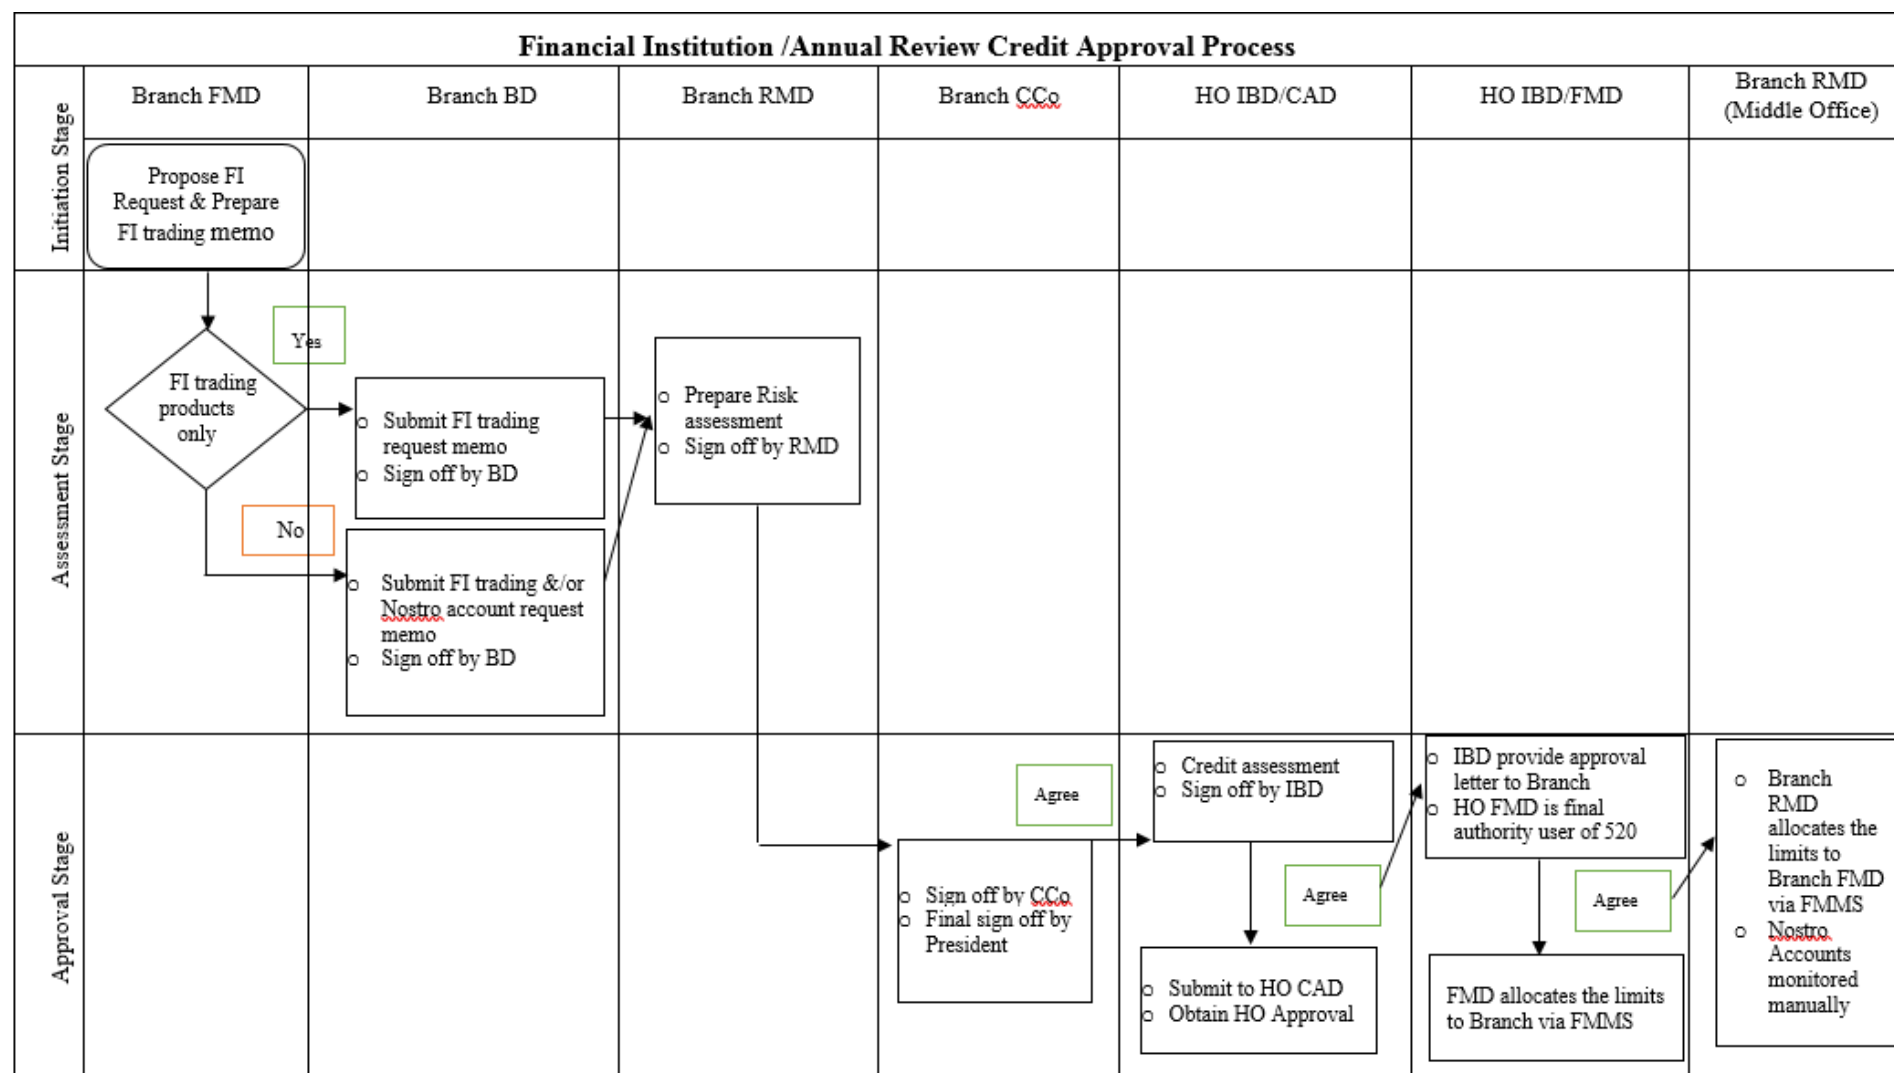 Financial Institution /Annual Review Credit Approval Process
Branch FMD
Branch BD
Branch RMD
Branch CCo
HO IBD/CAD
HO IBD/FMD
Branch RMD
(Middle Office)
Initiation Stage
Propose FI
Request & Prepare
FI trading memo
Assessment Stage
FI trading
products
only
Yes
No
o Submit FI trading
request memo
o Sign off by BD
o Submit FI trading &/or
Nostro account request
memo
o Sign off by BD
o Prepare Risk
assessment
o Sign off by RMD
Approval Stage
o Sign off by CCo
o Final sign off by
President
Agree
o Credit assessment
o Sign off by IBD
Agree
o Submit to HO CAD
o Obtain HO Approval
o IBD provide approval
letter to Branch
o HO FMD is final
authority user of 520
Agree
FMD allocates the limits
to Branch via FMMS
o Branch
RMD
allocates the
limits to
Branch FMD
via FMMS
o Nostro
Accounts
monitored
manually